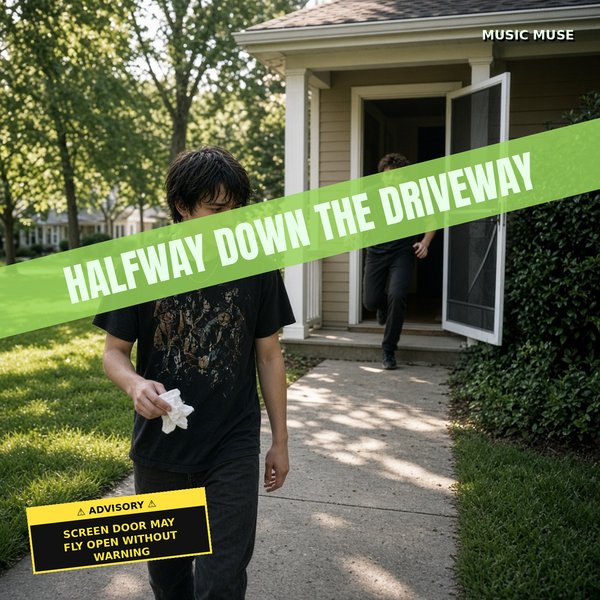 MUSIC MUSE
HALFWAY DOWN THE DRIVEWAY
⚠ ADVISORY ⚠
SCREEN DOOR MAY
FLY OPEN WITHOUT
WARNING